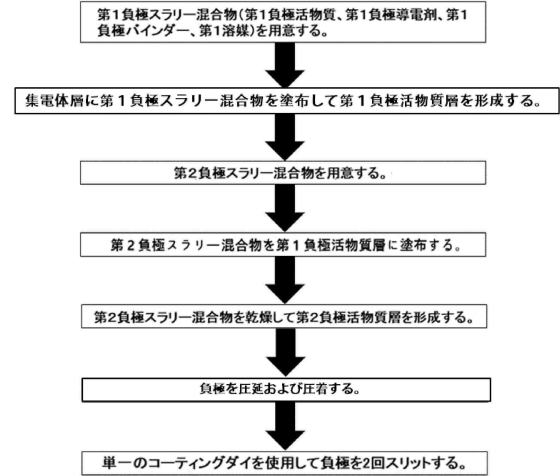 第1負極スラリー混合物(第1負極活物質、第1負極導電剤、第1
負極バインダー、第1溶媒)を用意する。
集電体層に第1負極スラリー混合物を塗布して第1負極活物質層を形成する。
第2負極スラリー混合物を用意する。
第2負極スラリー混合物を第1負極活物質層に塗布する。
第2負極スラリー混合物を乾燥して第2負極活物質層を形成する。
負極を圧延および圧着する。
単一のコーティングダイを使用して負極を2回スリットする。